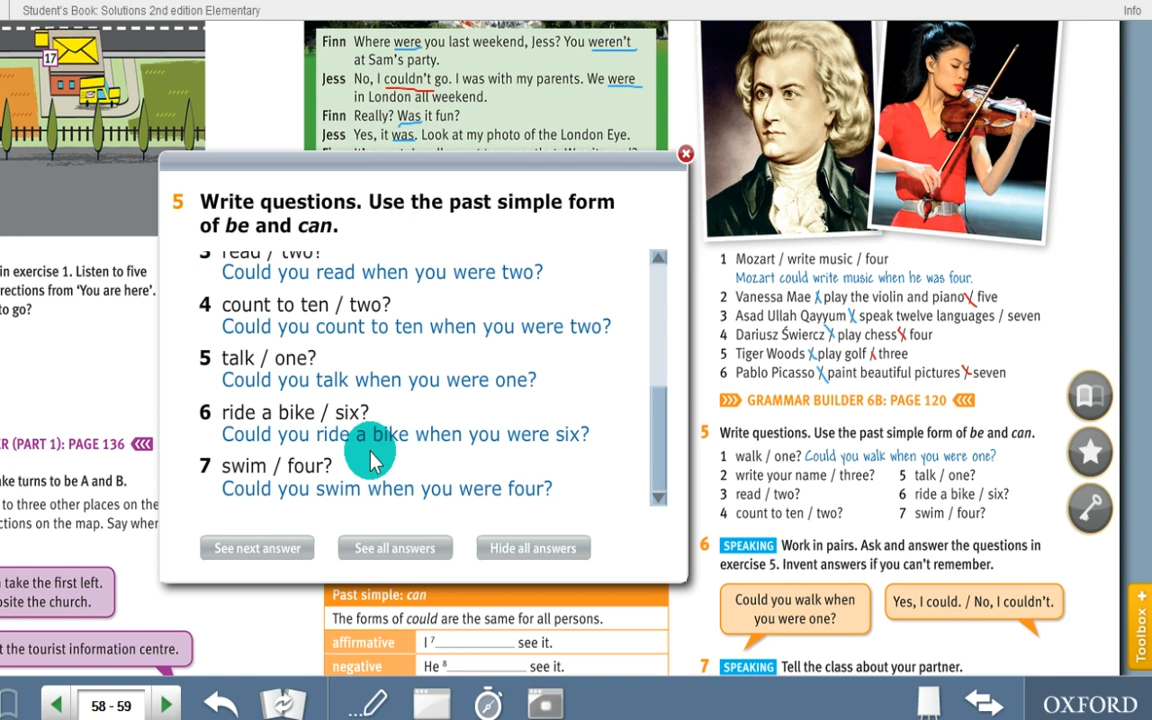 Student's Book: Solutions 2nd edition Elementary
Info
17
Finn Where were you last weekend, Jess? You weren't
at Sam's party.
Jess No, I couldn't go. I was with my parents. We were
in London all weekend.
Finn Really? Was it fun?
Jess Yes, it was. Look at my photo of the London Eye.
in exercise 1. Listen to five
rections from 'You are here'.
to go?
R (PART 1): PAGE 136
ke turns to be A and B.
to three other places on the
ctions on the map. Say wher
take the first left.
osite the church.
t the tourist information centre.
5 Write questions. Use the past simple form
of be and can.
3 read / two?
Could you read when you were two?
4 count to ten / two?
Could you count to ten when you were two?
5 talk / one?
Could you talk when you were one?
6 ride a bike / six?
Could you ride a bike when you were six?
7 swim / four?
Could you swim when you were four?
See next answer
See all answers
Hide all answers
Past simple: can
The forms of could are the same for all persons.
affirmative I 7 see it.
negative He 8 see it.
1 Mozart / write music / four
Mozart could write music when he was four.
2 Vanessa Mae / play the violin and piano / five
3 Asad Ullah Qayyum / speak twelve languages / seven
4 Dariusz Świercz / play chess / four
5 Tiger Woods / play golf / three
6 Pablo Picasso / paint beautiful pictures / seven
GRAMMAR BUILDER 6B: PAGE 120
5 Write questions. Use the past simple form of be and can.
1 walk / one? Could you walk when you were one?
2 write your name / three?
3 read / two?
4 count to ten / two?
5 talk / one?
6 ride a bike / six?
7 swim / four?
6 SPEAKING Work in pairs. Ask and answer the questions in
exercise 5. Invent answers if you can't remember.
Could you walk when
you were one?
Yes, I could. / No, I couldn't.
7 SPEAKING Tell the class about your partner.
Toolbox +
58 - 59
OXFORD